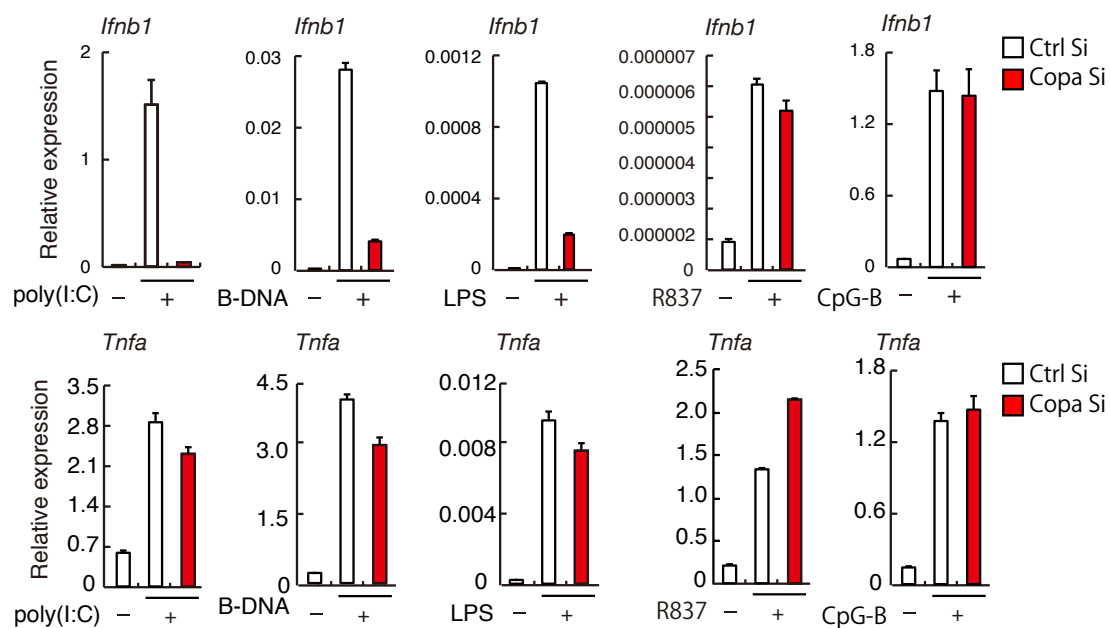 Ifnb1 Ifnb1 Ifnb1 Ifnb1 Ifnb1
Relative expression
2
1
0
poly(I:C) − +
0.03
0.03
0.01
0.00
B-DNA − +
0.0012
0.0008
0.0004
0.0000
LPS − +
0.000007
0.000006
0.000005
0.000004
0.000003
0.000002
0
R837 − +
1.8
1.2
0.6
0
CpG-B − +
Ctrl Si
Copa Si
Tnfa Tnfa Tnfa Tnfa Tnfa
Relative expression
3.5
2.8
2.1
1.4
0.7
0
poly(I:C) − +
4.5
3.0
1.5
0.0
B-DNA − +
0.012
0.008
0.004
0
LPS − +
2.5
2.0
1.5
1.0
0.5
0
R837 − +
1.8
1.2
0.6
0
CpG-B − +
Ctrl Si
Copa Si